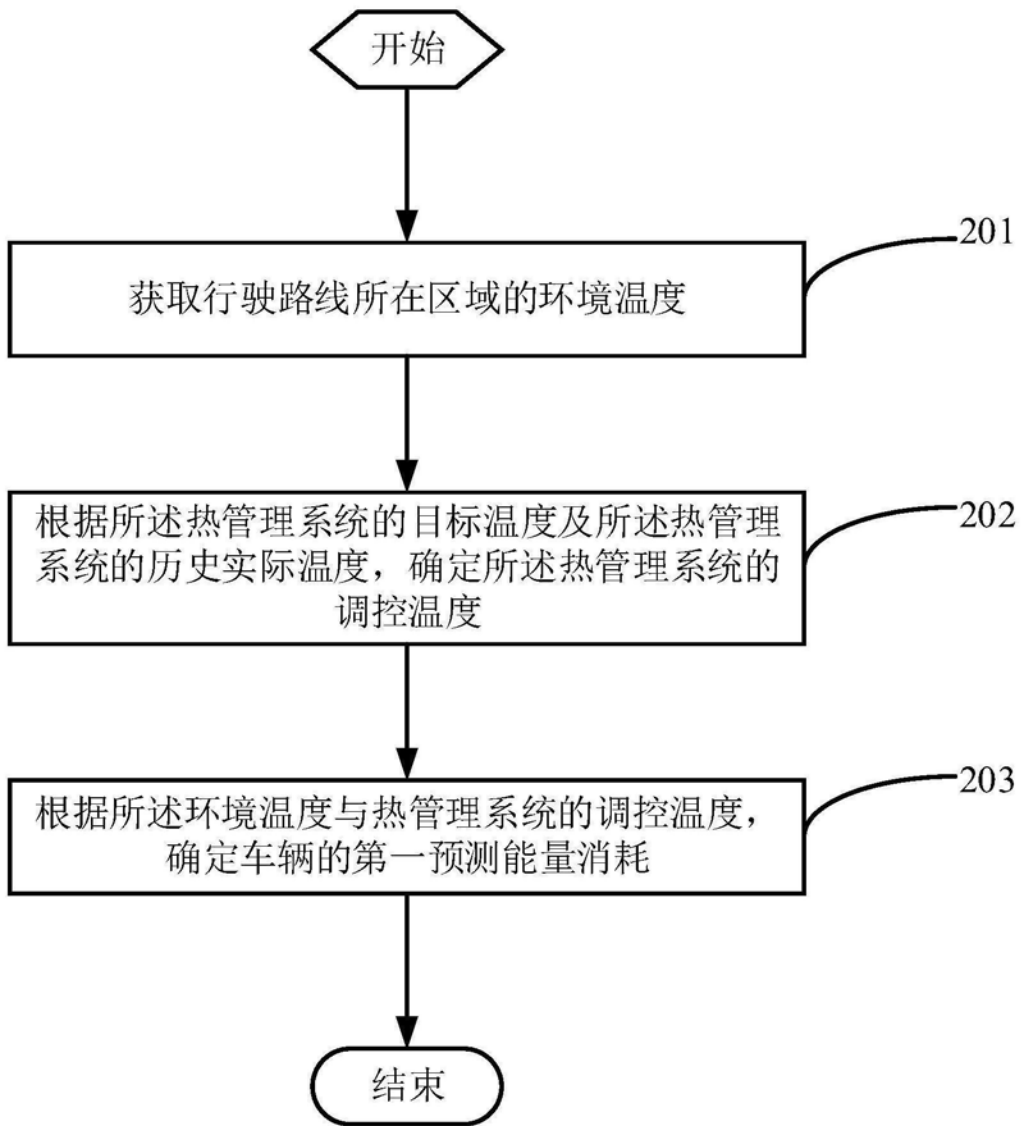 开始
201
获取行驶路线所在区域的环境温度
202
根据所述热管理系统的目标温度及所述热管理
系统的历史实际温度，确定所述热管理系统的
调控温度
203
根据所述环境温度与热管理系统的调控温度，
确定车辆的第一预测能量消耗
结束